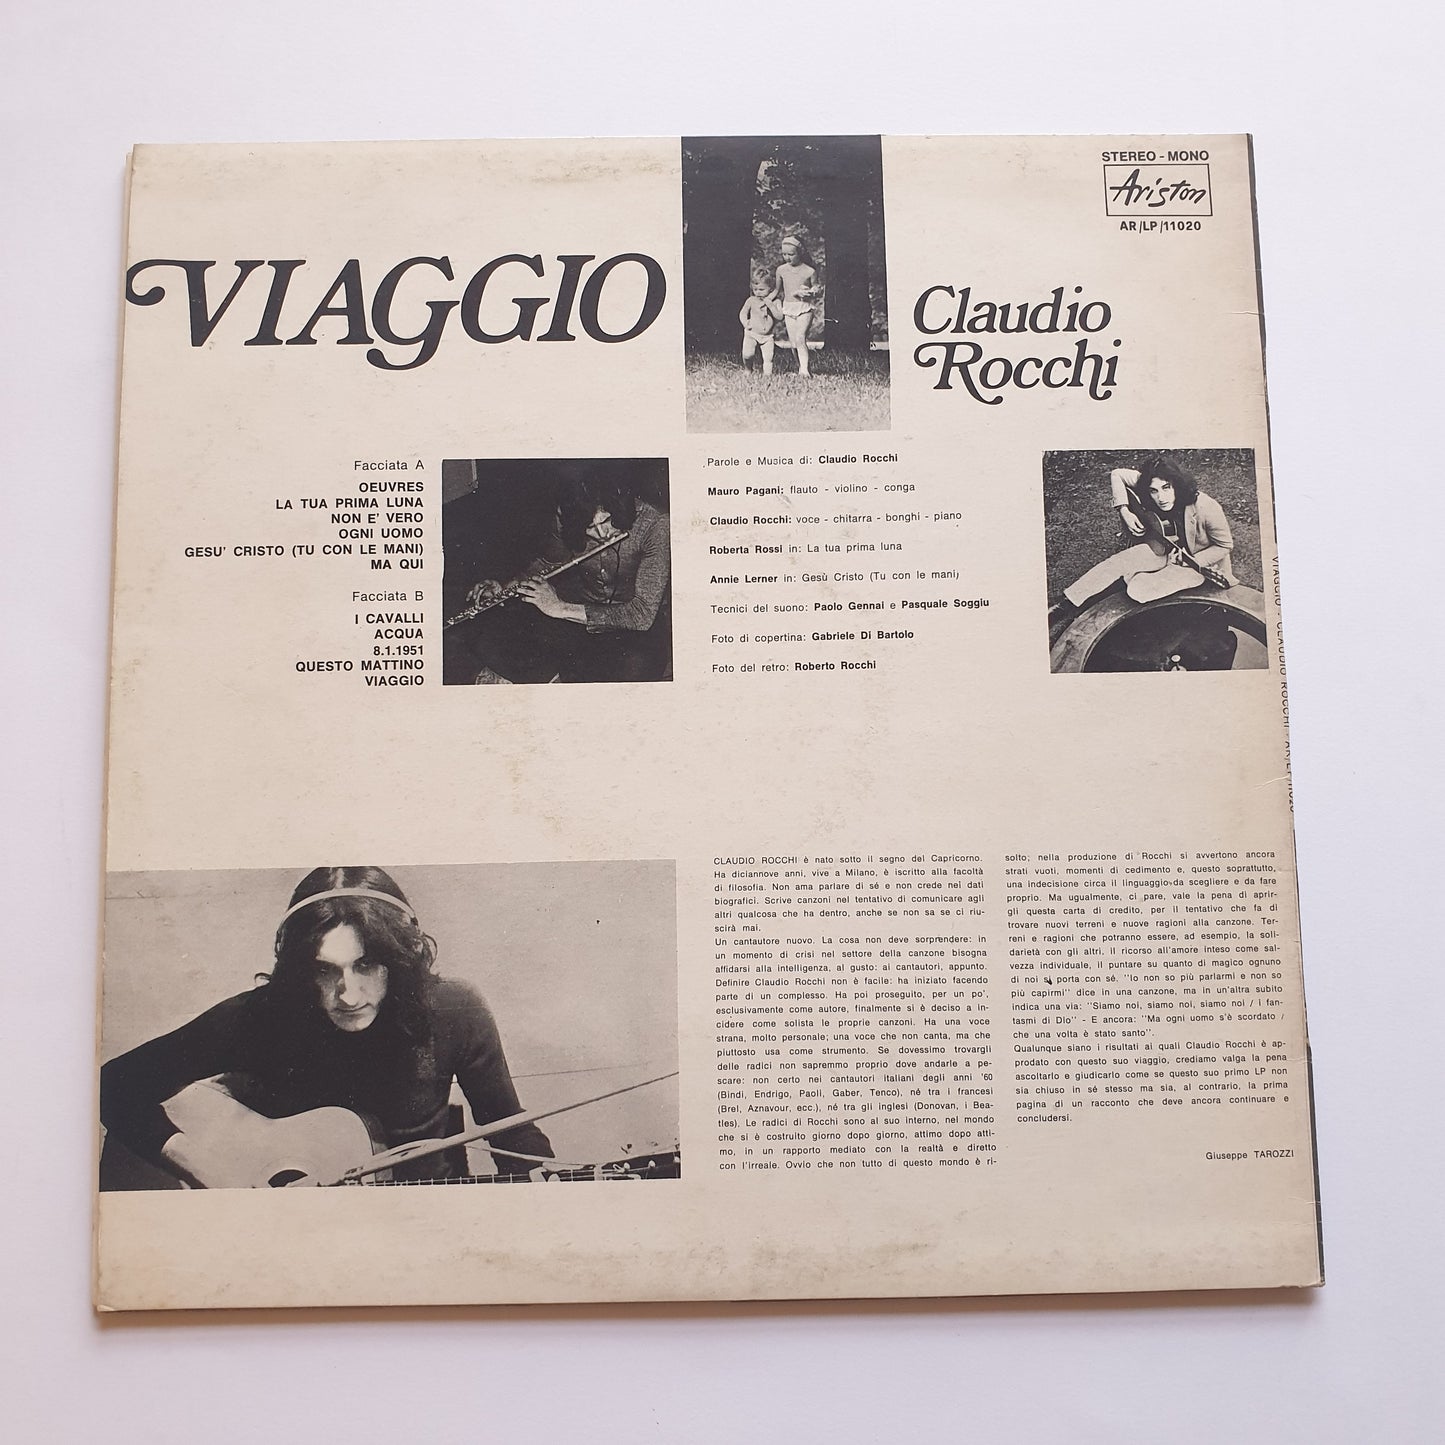 STEREO - MONO
Ariston
AR/LP/11020
VIAGGIO
Claudio
Rocchi
Facciata A
OEUVRES
LA TUA PRIMA LUNA
NON E' VERO
OGNI UOMO
GESU' CRISTO (TU CON LE MANI)
MA QUI
Facciata B
I CAVALLI
ACQUA
8.1.1951
QUESTO MATTINO
VIAGGIO
Parole e Musica di: Claudio Rocchi
Mauro Pagani: flauto - violino - conga
Claudio Rocchi: voce - chitarra - bonghi - piano
Roberta Rossi in: La tua prima luna
Annie Lerner in: Gesù Cristo (Tu con le mani)
Tecnici del suono: Paolo Gennai e Pasquale Soggiu
Foto di copertina: Gabriele Di Bartolo
Foto del retro: Roberto Rocchi
CLAUDIO ROCCHI è nato sotto il segno del Capricorno.
Ha diciannove anni, vive a Milano, è iscritto alla facoltà
di filosofia. Non ama parlare di sé e non crede nei dati
biografici. Scrive canzoni nel tentativo di comunicare agli
altri qualcosa che ha dentro, anche se non sa se ci riu-
scirà mai.
Un cantautore nuovo. La cosa non deve sorprendere: in
un momento di crisi nel settore della canzone bisogna
affidarsi alla intelligenza, al gusto: ai cantautori, appunto.
Definire Claudio Rocchi non è facile: ha iniziato facendo
parte di un complesso. Ha poi proseguito, per un po',
esclusivamente come autore, finalmente si è deciso a in-
cidere come solista le proprie canzoni. Ha una voce
strana, molto personale; una voce che non canta, ma che
piuttosto usa come strumento. Se dovessimo trovargli
delle radici non sapremmo proprio dove andarle a pe-
scare: non certo nei cantautori italiani degli anni '60
(Bindi, Endrigo, Paoli, Gaber, Tenco), né tra i francesi
(Brel, Aznavour, ecc.), né tra gli inglesi (Donovan, i Bea-
tles). Le radici di Rocchi sono al suo interno, nel mondo
che si è costruito giorno dopo giorno, attimo dopo atti-
mo, in un rapporto mediato con la realtà e diretto
con l'irreale. Ovvio che non tutto di questo mondo è ri-
solto; nella produzione di Rocchi si avvertono ancora
strati vuoti, momenti di cedimento e, questo soprattutto,
una indecisione circa il linguaggio da scegliere e da fare
proprio. Ma ugualmente, ci pare, vale la pena di aprir-
gli questa carta di credito, per il tentativo che fa di
trovare nuovi terreni e nuove ragioni alla canzone. Ter-
reni e ragioni che potranno essere, ad esempio, la soli-
darietà con gli altri, il ricorso all'amore inteso come sal-
vezza individuale, il puntare su quanto di magico ognuno
di noi si porta con sé. "Io non so più parlarmi e non so
più capirmi" dice in una canzone, ma in un'altra subito
indica una via: "Siamo noi, siamo noi, siamo noi / i fan-
tasmi di Dio" - E ancora: "Ma ogni uomo s'è scordato /
che una volta è stato santo".
Qualunque siano i risultati ai quali Claudio Rocchi è ap-
prodato con questo suo viaggio, crediamo valga la pena
ascoltarlo e giudicarlo come se questo suo primo LP non
sia chiuso in sé stesso ma sia, al contrario, la prima
pagina di un racconto che deve ancora continuare e
concludersi.
Giuseppe TAROZZI
VIAGGIO : CLAUDIO ROCCHI - AR/LP/11020